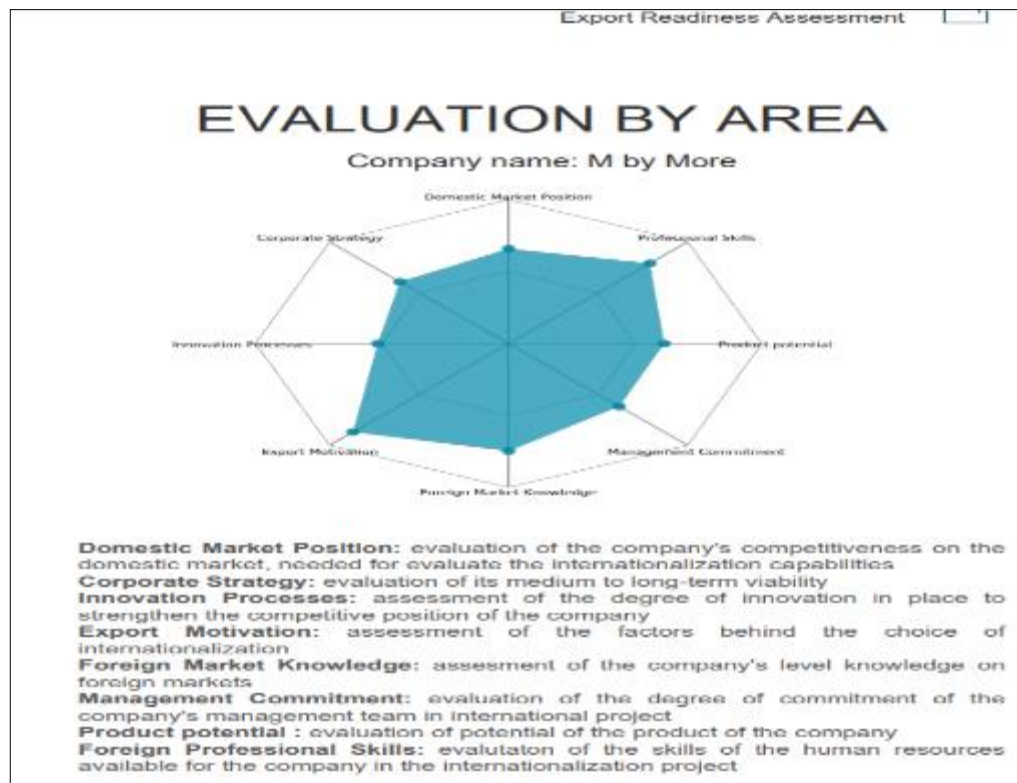 Export Readiness Assessment
EVALUATION BY AREA
Company name: M by More
Domestic Market Position
Corporate Strategy
Professional Skills
Innovation Processes
Product potential
Export Motivation
Management Commitment
Foreign Market Knowledge
Domestic Market Position: evaluation of the company's competitiveness on the
domestic market, needed for evaluate the internationalization capabilities
Corporate Strategy: evaluation of its medium to long-term viability
Innovation Processes: assessment of the degree of innovation in place to
strengthen the competitive position of the company
Export Motivation: assessment of the factors behind the choice of
internationalization
Foreign Market Knowledge: assesment of the company's level knowledge on
foreign markets
Management Commitment: evaluation of the degree of commitment of the
company's management team in international project
Product potential : evaluation of potential of the product of the company
Foreign Professional Skills: evalutaton of the skills of the human resources
available for the company in the internationalization project